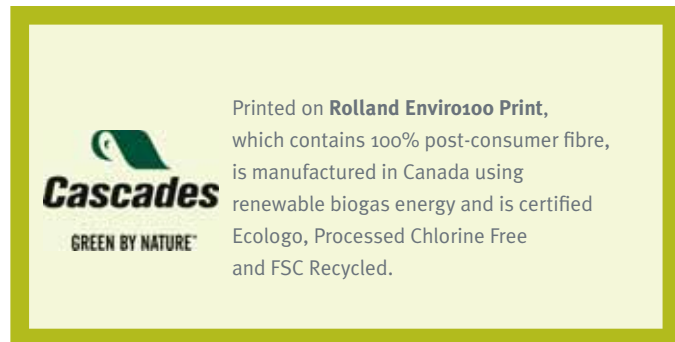 Cascades
GREEN BY NATURE™
Printed on Rolland Enviro100 Print,
which contains 100% post-consumer fibre,
is manufactured in Canada using
renewable biogas energy and is certified
Ecologo, Processed Chlorine Free
and FSC Recycled.